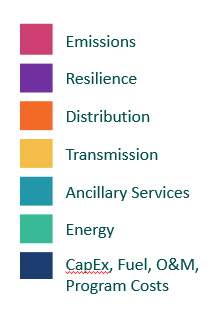 Emissions
Resilience
Distribution
Transmission
Ancillary Services
Energy
CapEx, Fuel, O&M,
Program Costs